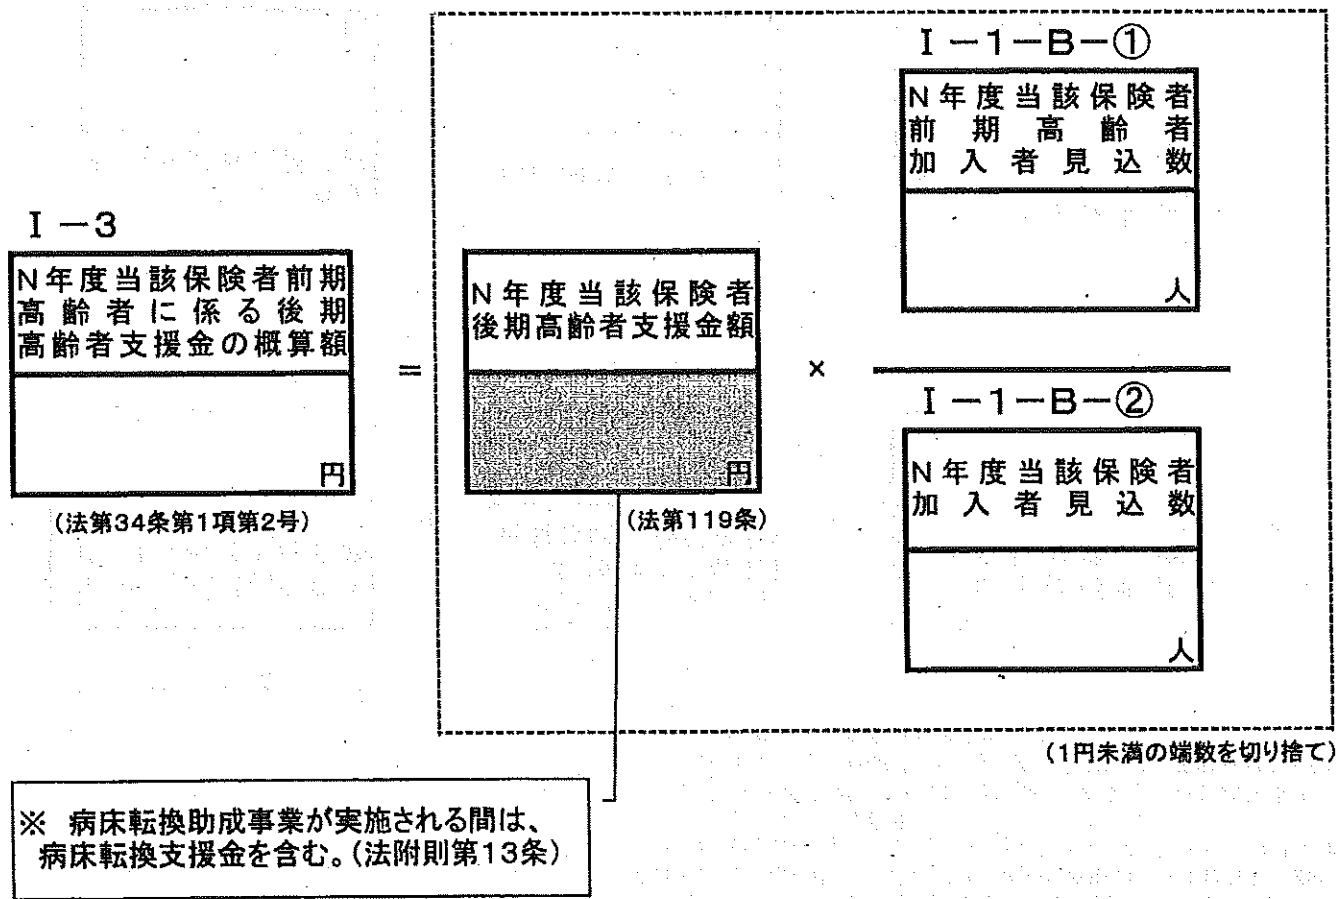 I－3
N年度当該保険者前期
高齢者に係る後期
高齢者支援金の概算額
円
(法第34条第1項第2号)
＝
N年度当該保険者
後期高齢者支援金額
円
(法第119条)
×
I－1－B－①
N年度当該保険者
前期高齢者
加入者見込数
人
I－1－B－②
N年度当該保険者
加入者見込数
人
(1円未満の端数を切り捨て)
※ 病床転換助成事業が実施される間は、
病床転換支援金を含む。(法附則第13条)